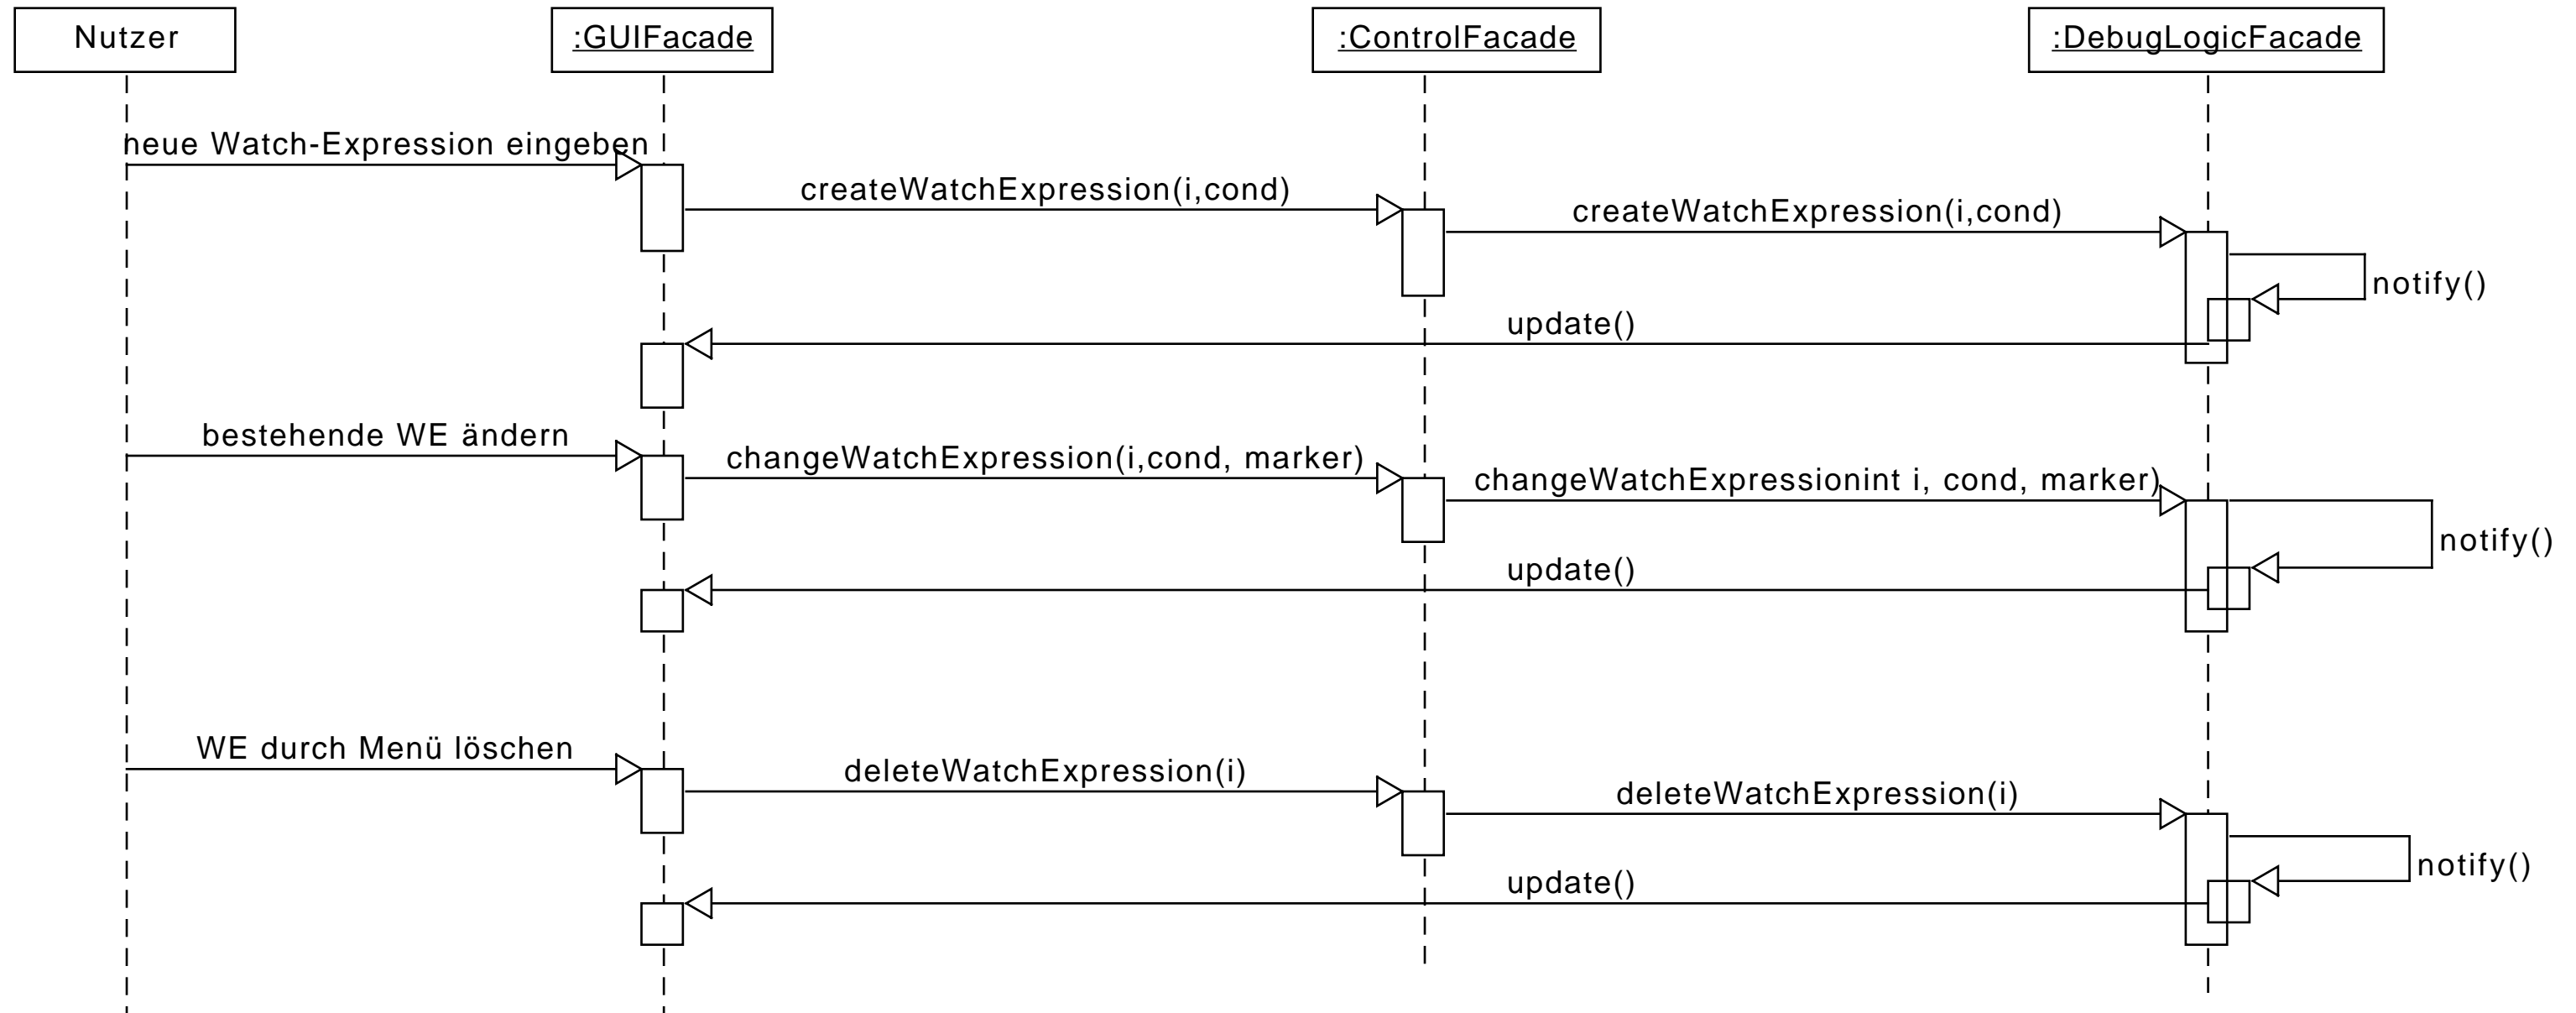 Nutzer
:GUIFacade
:ControlFacade
:DebugLogicFacade
neue Watch-Expression eingeben
createWatchExpression(i,cond)
createWatchExpression(i,cond)
notify()
update()
bestehende WE ändern
changeWatchExpression(i,cond, marker)
changeWatchExpressionint i, cond, marker)
notify()
update()
WE durch Menü löschen
deleteWatchExpression(i)
deleteWatchExpression(i)
notify()
update()